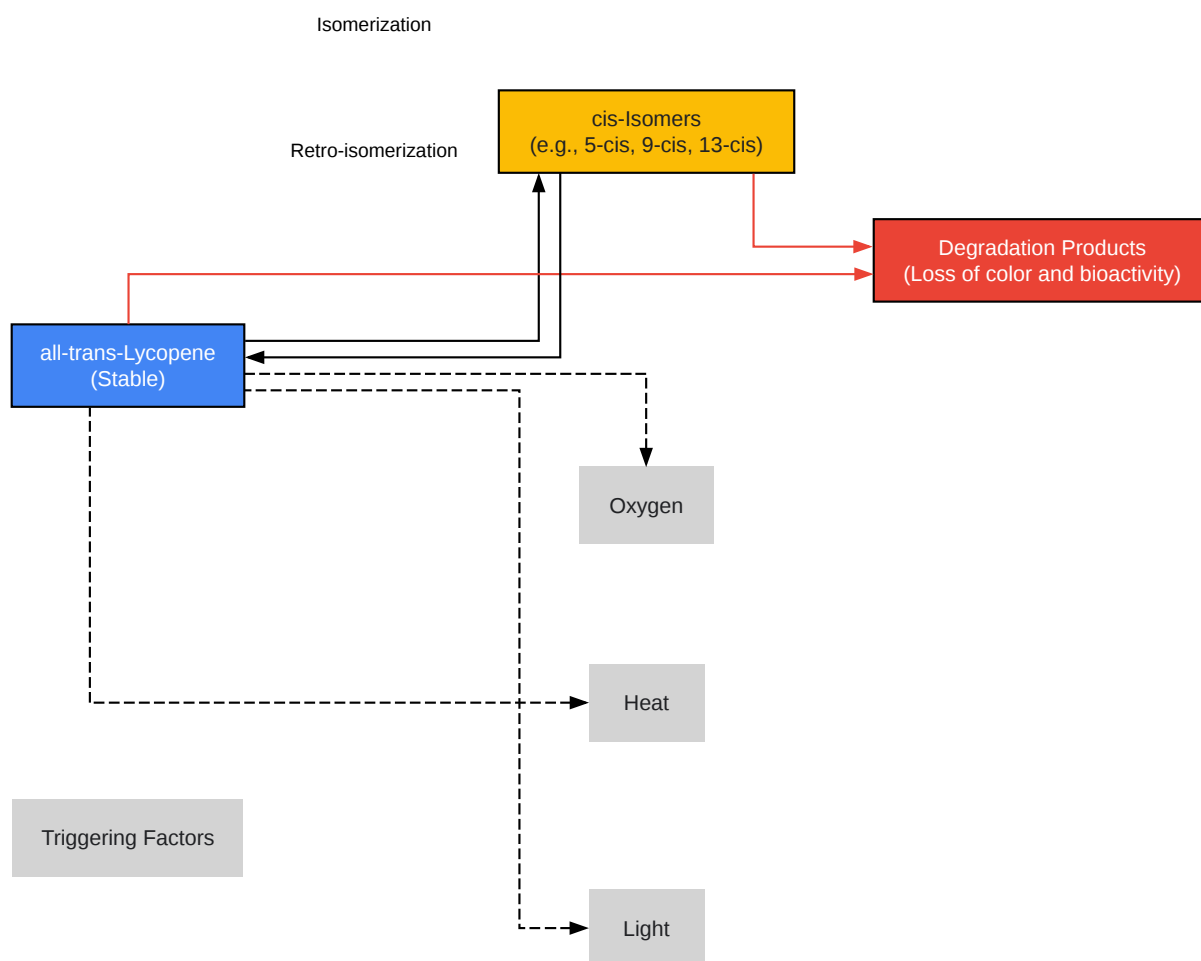 Isomerization
cis-Isomers
(e.g., 5-cis, 9-cis, 13-cis)
Retro-isomerization
Degradation Products
(Loss of color and bioactivity)
all-trans-Lycopene
(Stable)
Oxygen
Heat
Triggering Factors
Light